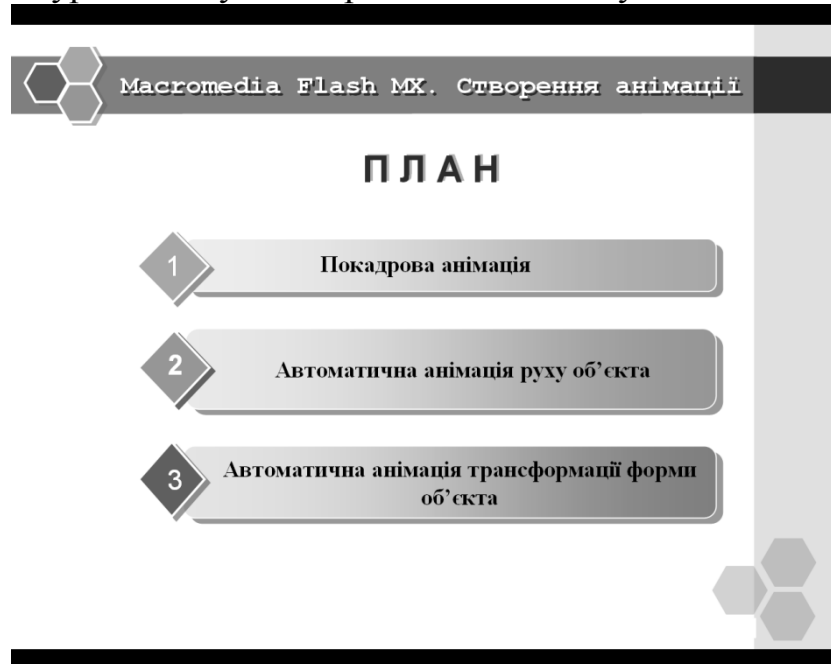 Macromedia Flash MX. Створення анімації
ПЛАН
1
Покадрова анімація
2
Автоматична анімація руху об’єкта
3
Автоматична анімація трансформації форми
об’єкта